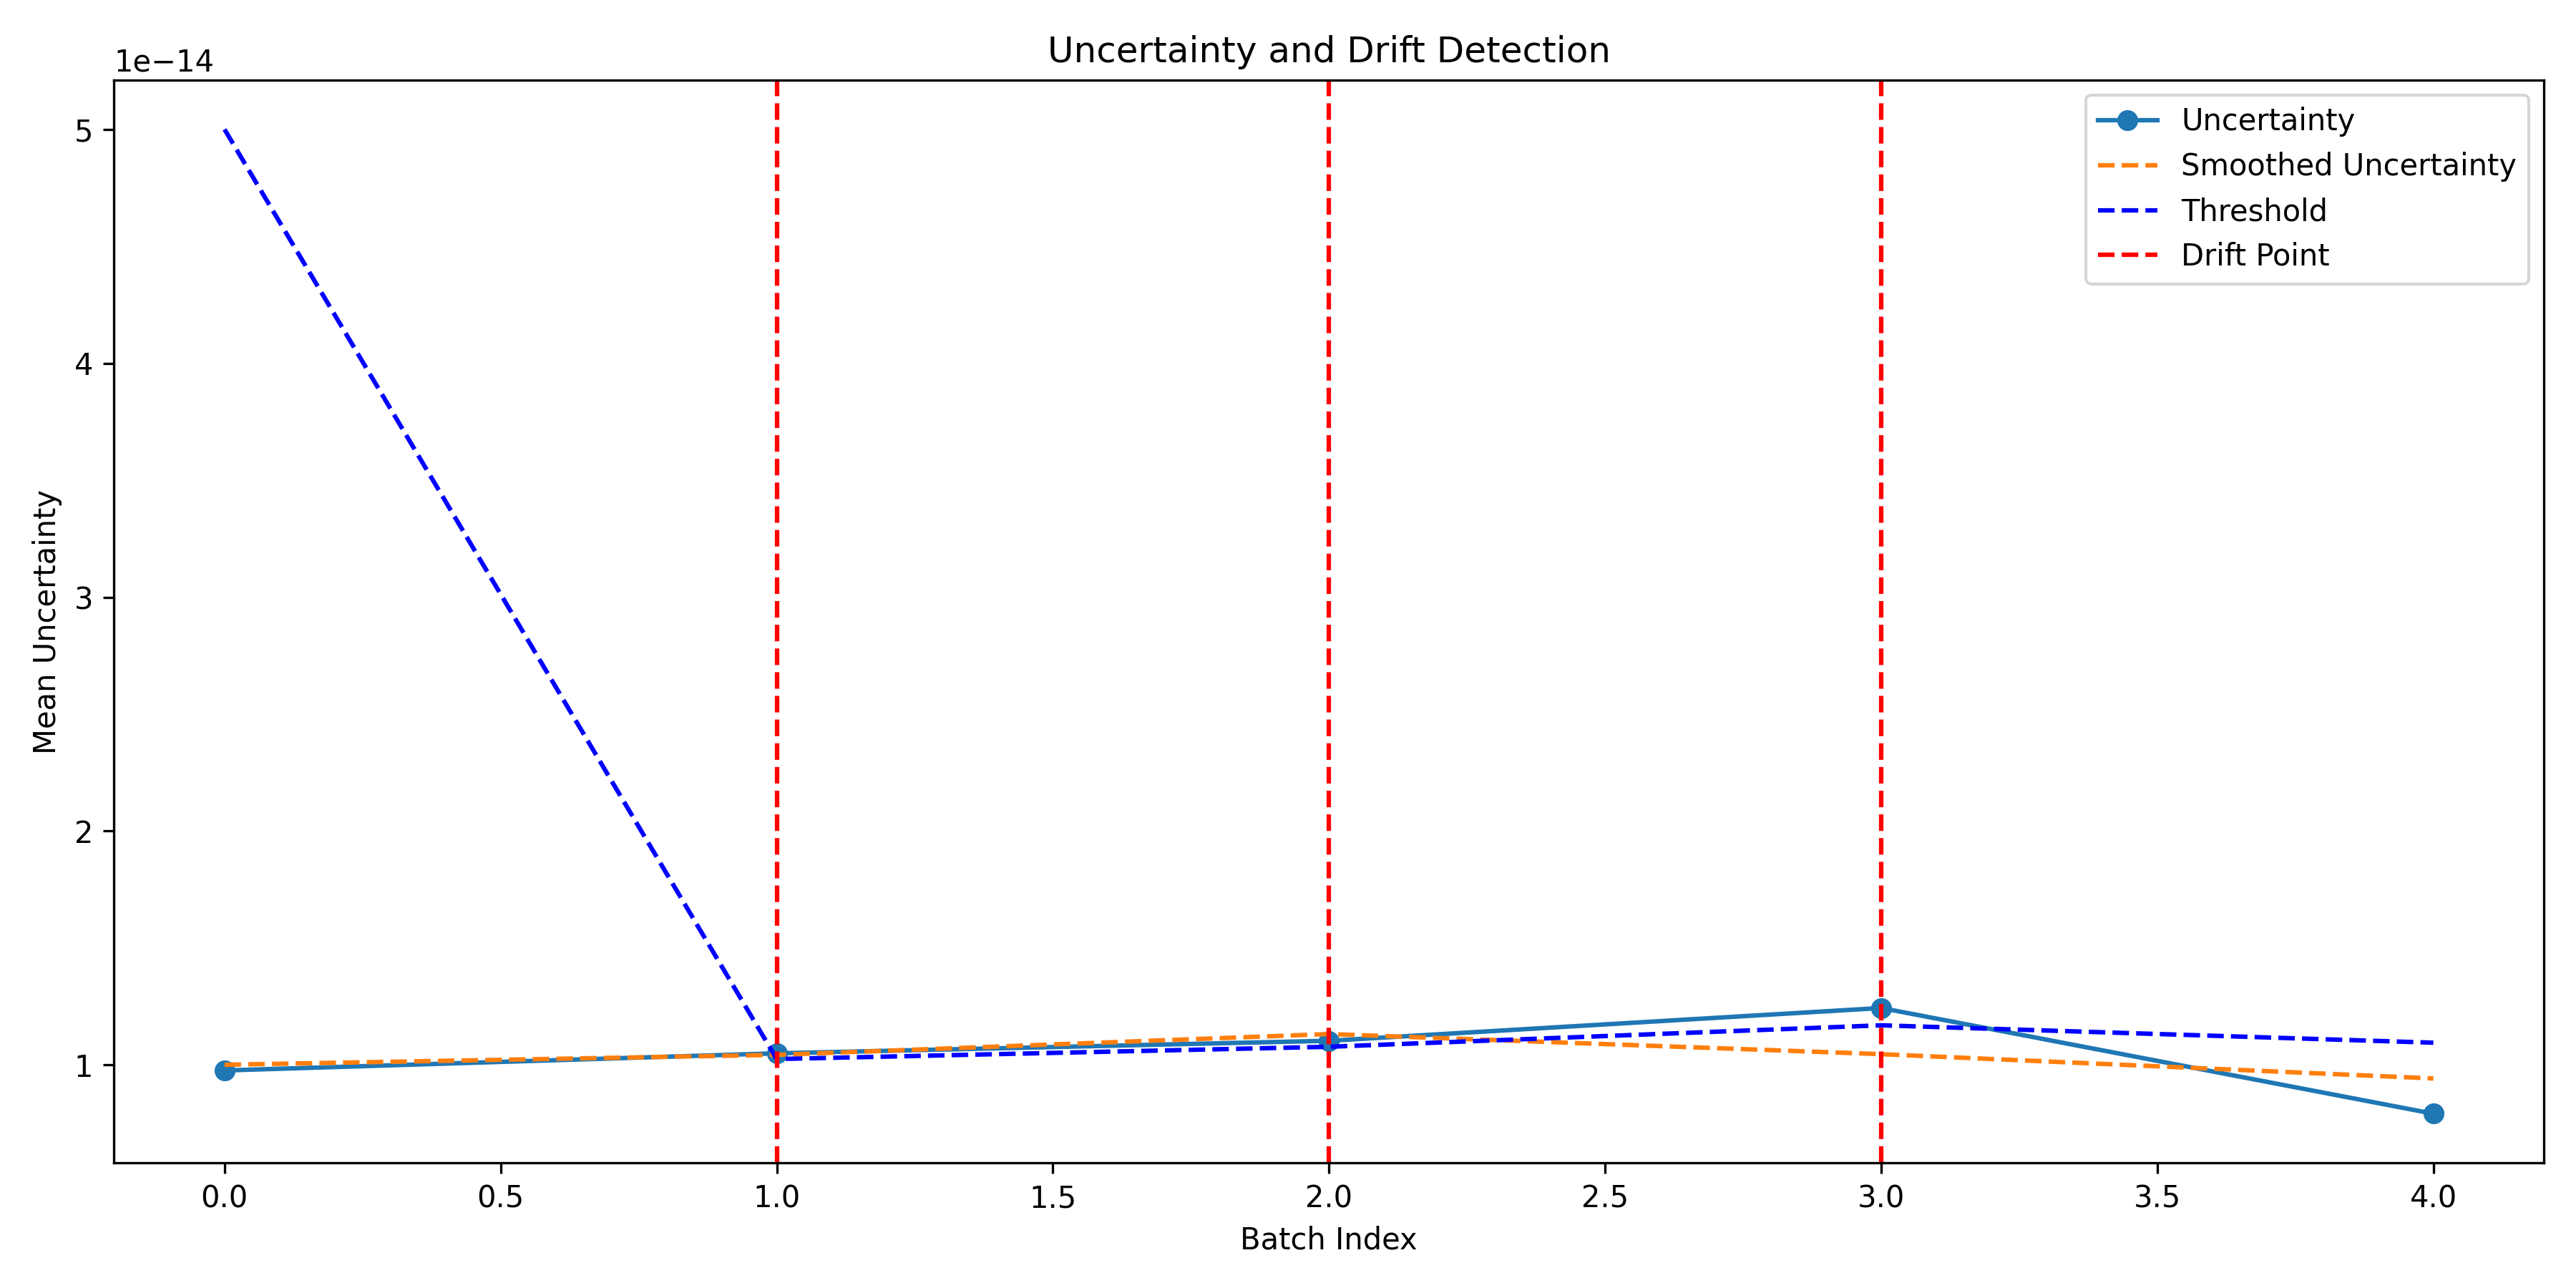 Uncertainty and Drift Detection
1e−14
5
4
3
2
1
Mean Uncertainty
Uncertainty
Smoothed Uncertainty
Threshold
Drift Point
0.0 0.5 1.0 1.5 2.0 2.5 3.0 3.5 4.0
Batch Index